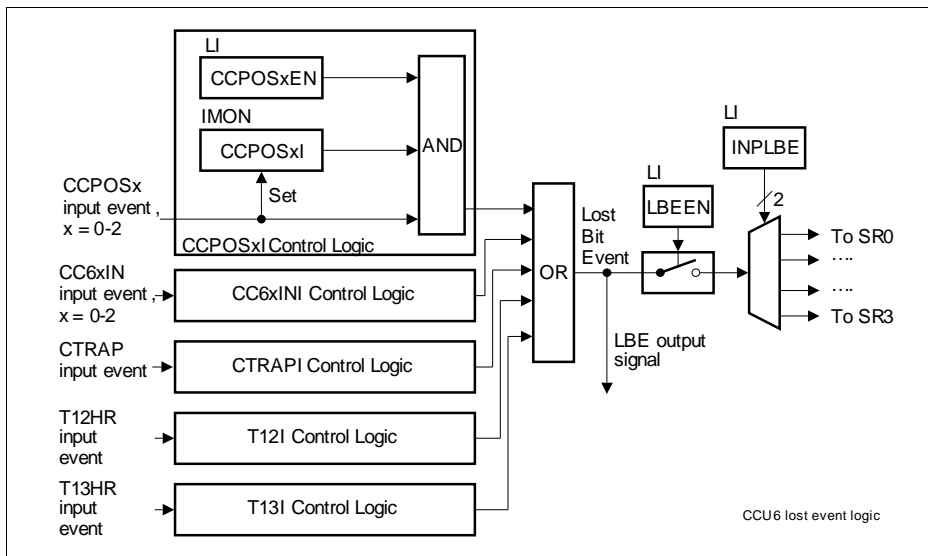 LI
CCPOSxEN
IMON
CCPOSxI
AND
Set
CCPOSx
input event ,
x = 0-2
CCPOSxI Control Logic
CC6xIN
input event ,
x = 0-2
CC6xINI Control Logic
CTRAP
input event
CTRAPI Control Logic
T12HR
input
event
T12I Control Logic
T13HR
input
event
T13I Control Logic
OR
Lost
Bit
Event
LBE output
signal
LI
LBEEN
LI
INPLBE
2
To SR0
....
....
To SR3
CCU6 lost event logic